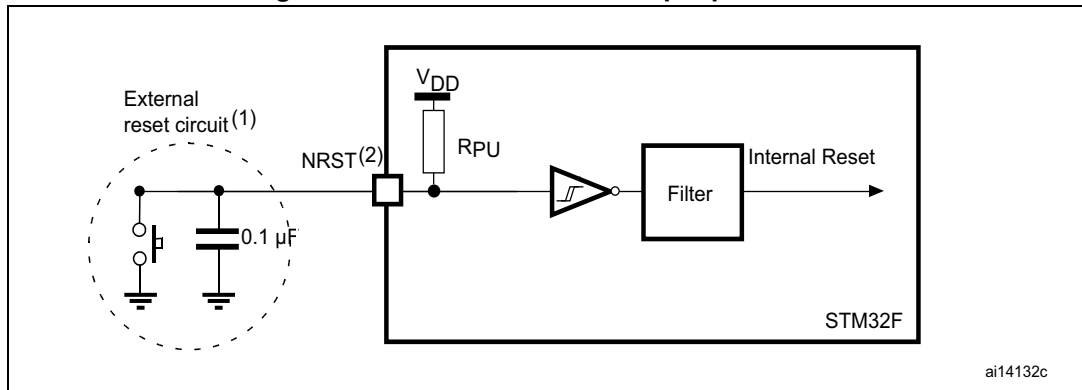 External
reset circuit(1)
NRST(2)
VDD
RPU
0.1 µF
Filter
Internal Reset
STM32F
ai14132c